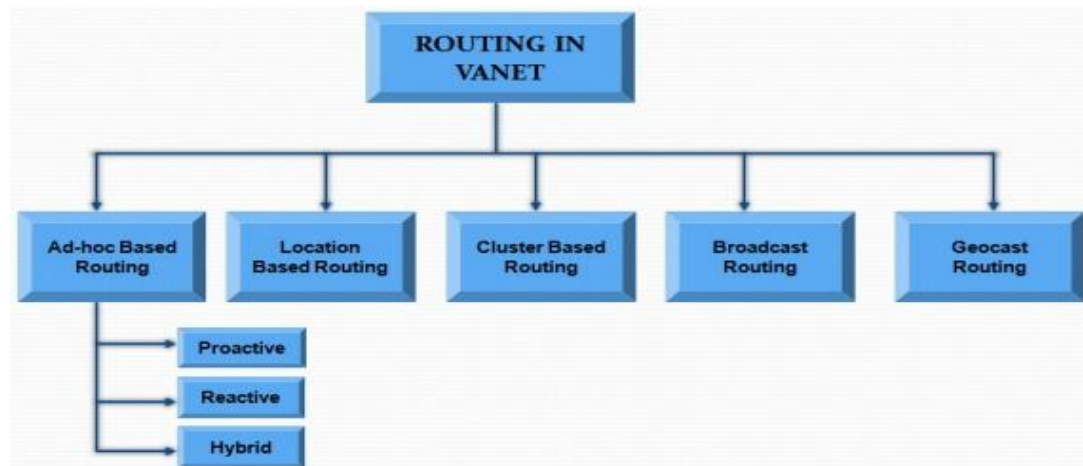 ROUTING IN
VANET
Ad-hoc Based
Routing
Location
Based Routing
Cluster Based
Routing
Broadcast
Routing
Geocast
Routing
Proactive
Reactive
Hybrid